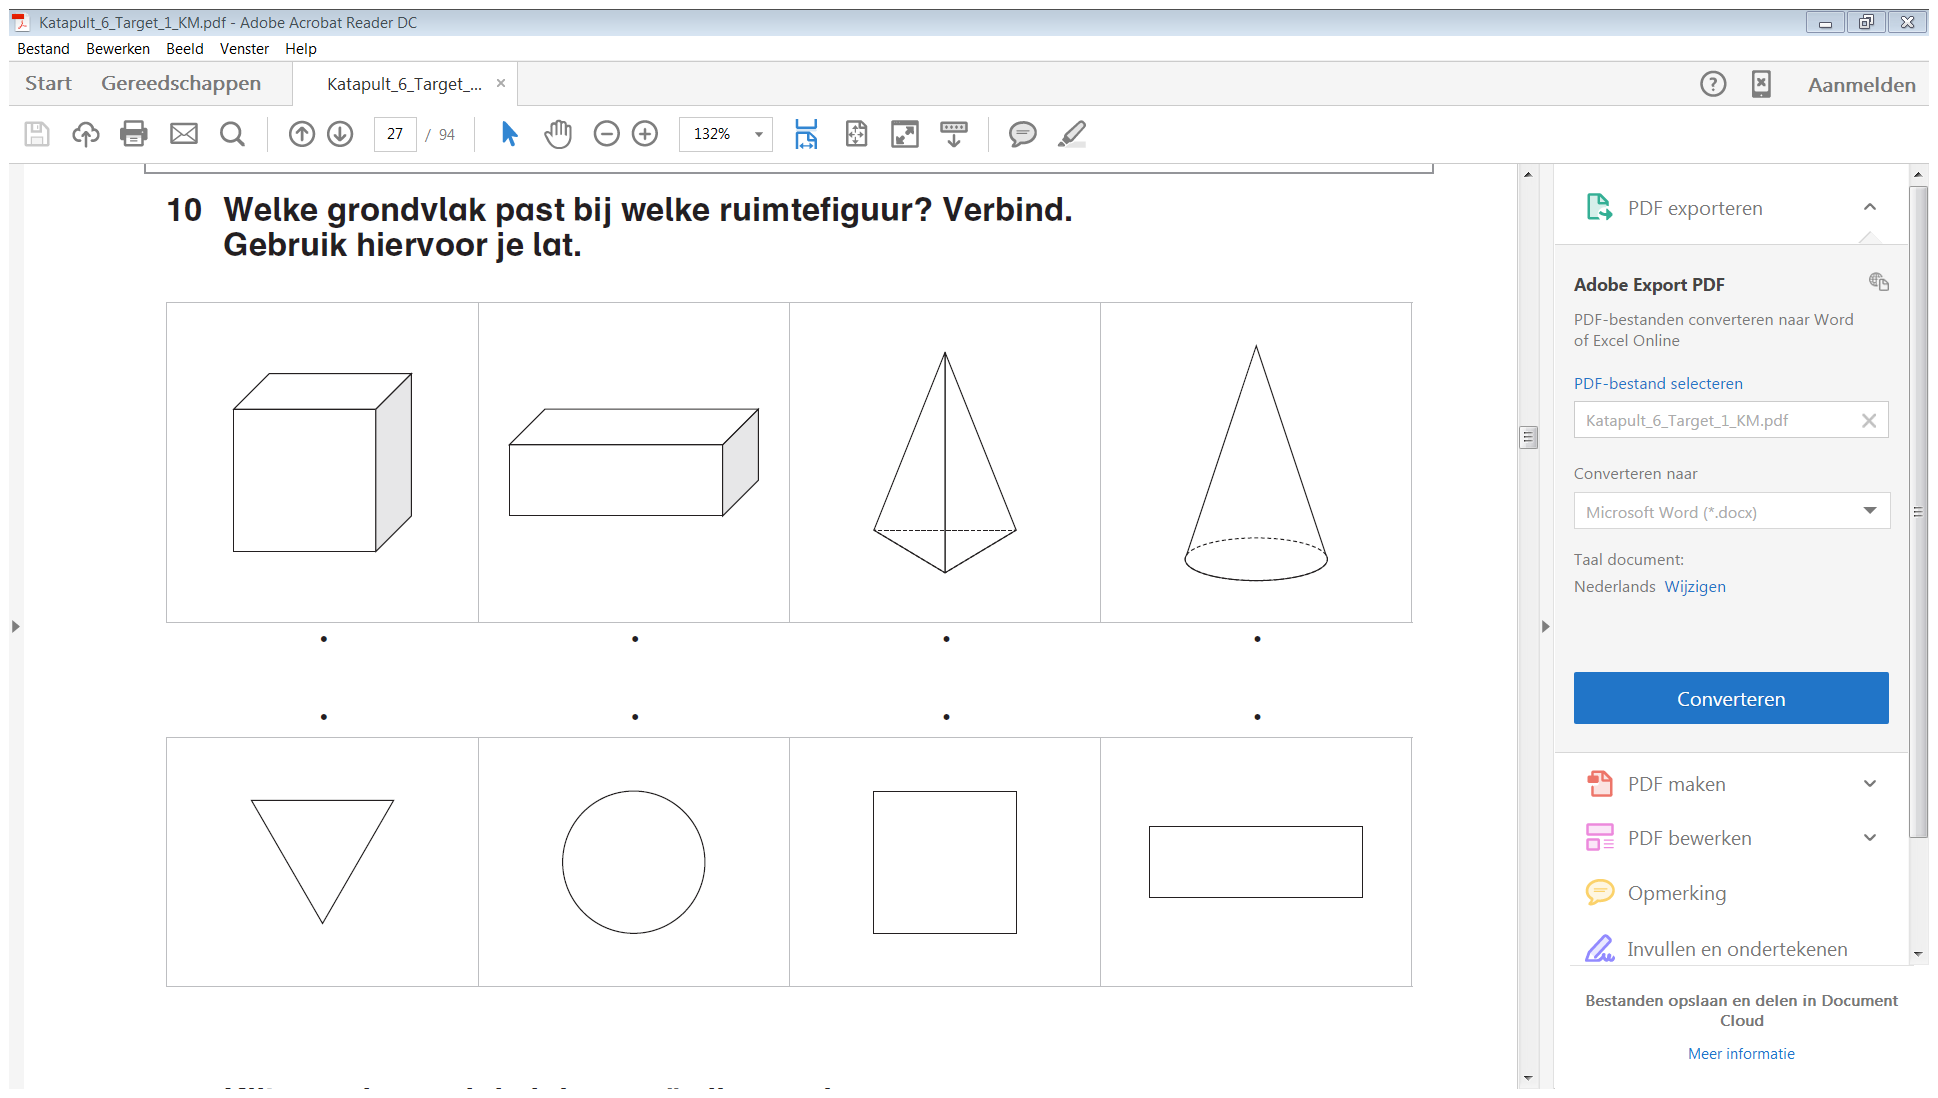 Katapult_6_Target_1_KM.pdf - Adobe Acrobat Reader DC
Bestand Bewerken Beeld Venster Help
Start Gereedschappen Katapult_6_Target_... Aanmelden
27 / 94 132%
10 Welke grondvlak past bij welke ruimtefiguur? Verbind.
Gebruik hiervoor je lat.
PDF exporteren
Adobe Export PDF
PDF-bestanden converteren naar Word
of Excel Online
PDF-bestand selecteren
Katapult_6_Target_1_KM.pdf
Converteren naar
Microsoft Word (*.docx)
Taal document:
Nederlands Wijzigen
Converteren
PDF maken
PDF bewerken
Opmerking
Invullen en ondertekenen
Bestanden opslaan en delen in Document
Cloud
Meer informatie